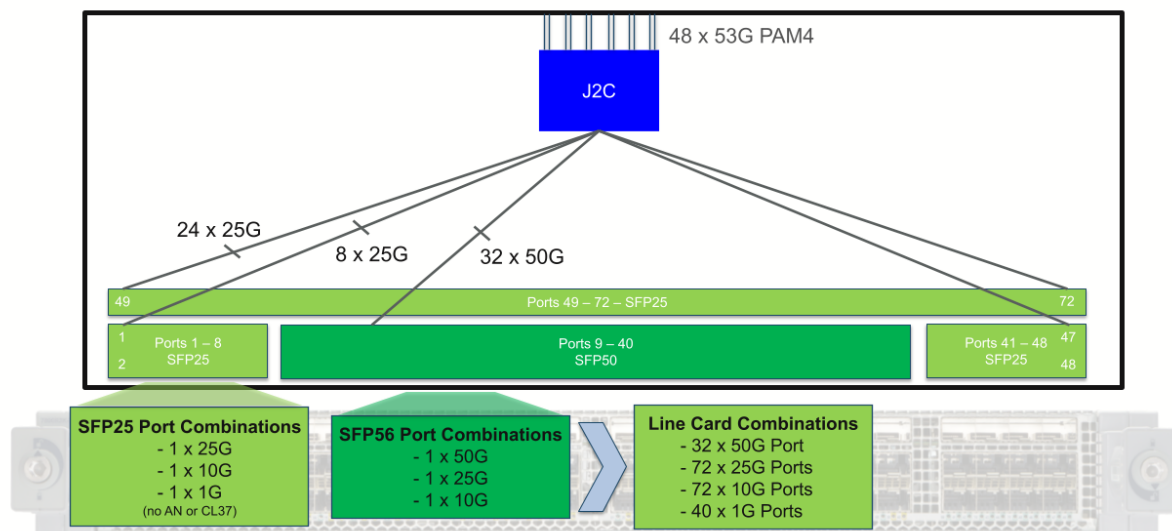 48 x 53G PAM4
J2C
24 x 25G
8 x 25G
32 x 50G
49
Ports 49 – 72 – SFP25
72
1
2
Ports 1 – 8
SFP25
Ports 9 – 40
SFP50
Ports 41 – 48
SFP25
47
48
SFP25 Port Combinations
- 1 x 25G
- 1 x 10G
- 1 x 1G
(no AN or CL37)
SFP56 Port Combinations
- 1 x 50G
- 1 x 25G
- 1 x 10G
Line Card Combinations
- 32 x 50G Port
- 72 x 25G Ports
- 72 x 10G Ports
- 40 x 1G Ports